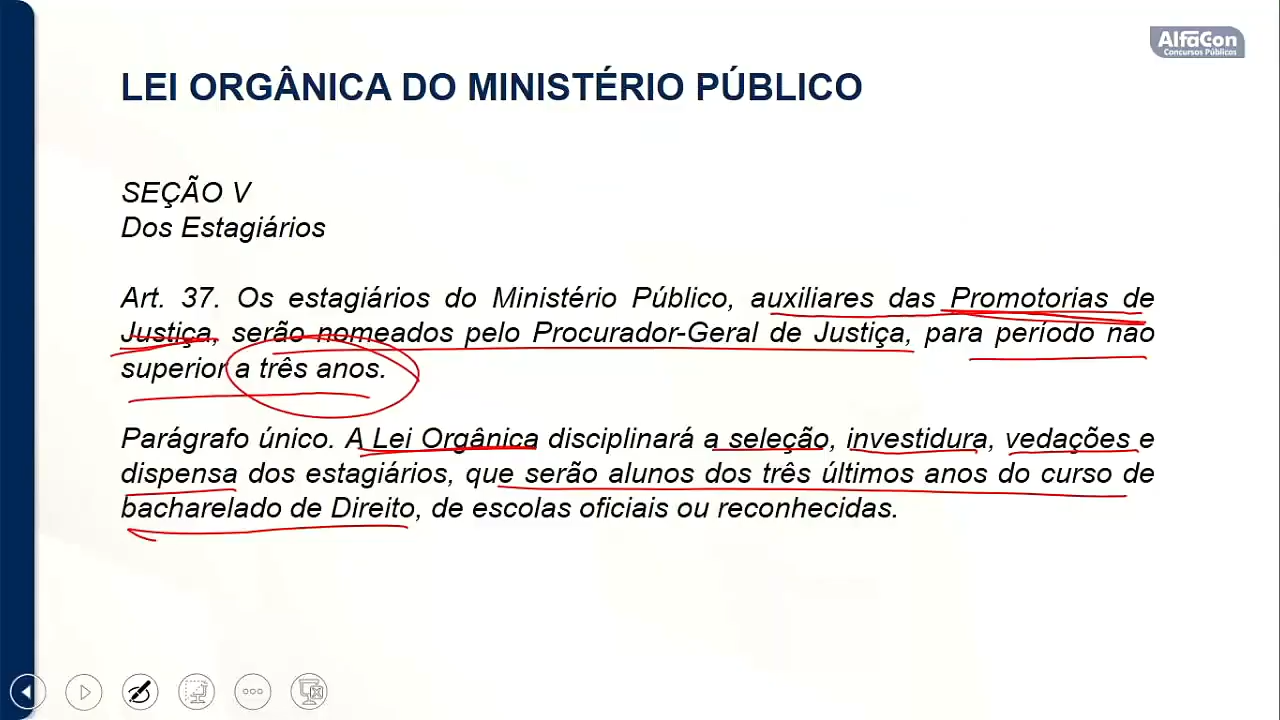 AlfaCon
Concursos Públicos
LEI ORGÂNICA DO MINISTÉRIO PÚBLICO
SEÇÃO V
Dos Estagiários
Art. 37. Os estagiários do Ministério Público, auxiliares das Promotorias de
Justiça, serão nomeados pelo Procurador-Geral de Justiça, para período não
superior a três anos.
Parágrafo único. A Lei Orgânica disciplinará a seleção, investidura, vedações e
dispensa dos estagiários, que serão alunos dos três últimos anos do curso de
bacharelado de Direito, de escolas oficiais ou reconhecidas.